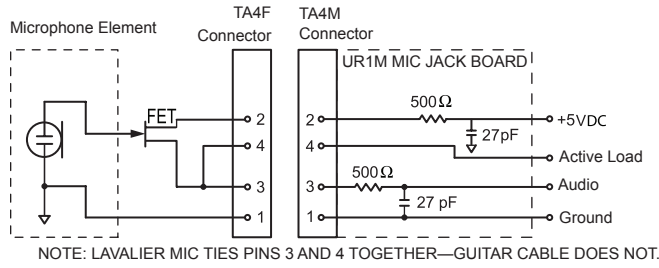 Microphone Element
TA4F
Connector
TA4M
Connector
UR1M MIC JACK BOARD
FET
2
4
3
1
2
4
3
1
500Ω
27pF
500Ω
27 pF
+5VDC
Active Load
Audio
Ground
NOTE: LAVALIER MIC TIES PINS 3 AND 4 TOGETHER—GUITAR CABLE DOES NOT.